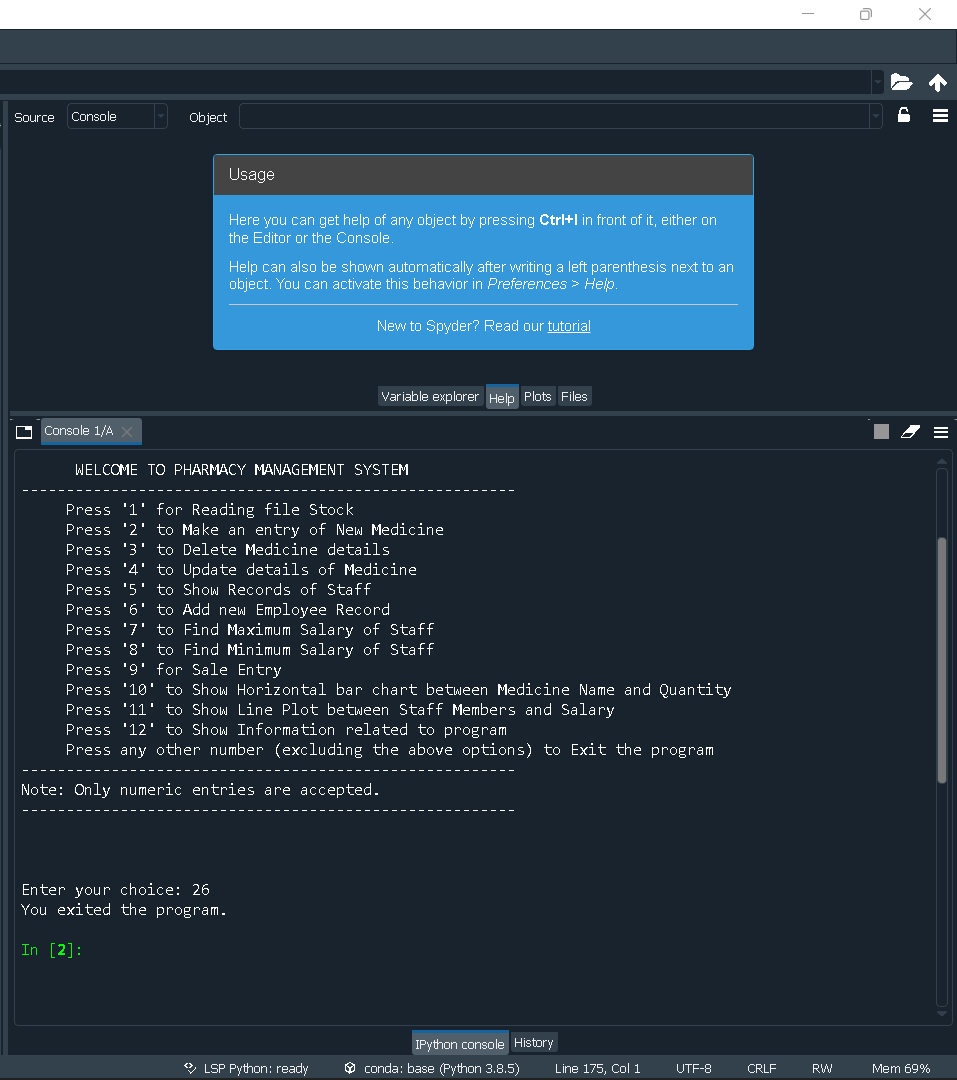 Source Console Object
Usage
Here you can get help of any object by pressing Ctrl+I in front of it, either on
the Editor or the Console.
Help can also be shown automatically after writing a left parenthesis next to an
object. You can activate this behavior in Preferences > Help.
New to Spyder? Read our tutorial
Variable explorer Help Plots Files
Console 1/A
WELCOME TO PHARMACY MANAGEMENT SYSTEM
-------------------------------------------------------
Press '1' for Reading file Stock
Press '2' to Make an entry of New Medicine
Press '3' to Delete Medicine details
Press '4' to Update details of Medicine
Press '5' to Show Records of Staff
Press '6' to Add new Employee Record
Press '7' to Find Maximum Salary of Staff
Press '8' to Find Minimum Salary of Staff
Press '9' for Sale Entry
Press '10' to Show Horizontal bar chart between Medicine Name and Quantity
Press '11' to Show Line Plot between Staff Members and Salary
Press '12' to Show Information related to program
Press any other number (excluding the above options) to Exit the program
-------------------------------------------------------
Note: Only numeric entries are accepted.
-------------------------------------------------------
Enter your choice: 26
You exited the program.
In [2]:
IPython console History
LSP Python: ready conda: base (Python 3.8.5) Line 175, Col 1 UTF-8 CRLF RW Mem 69%